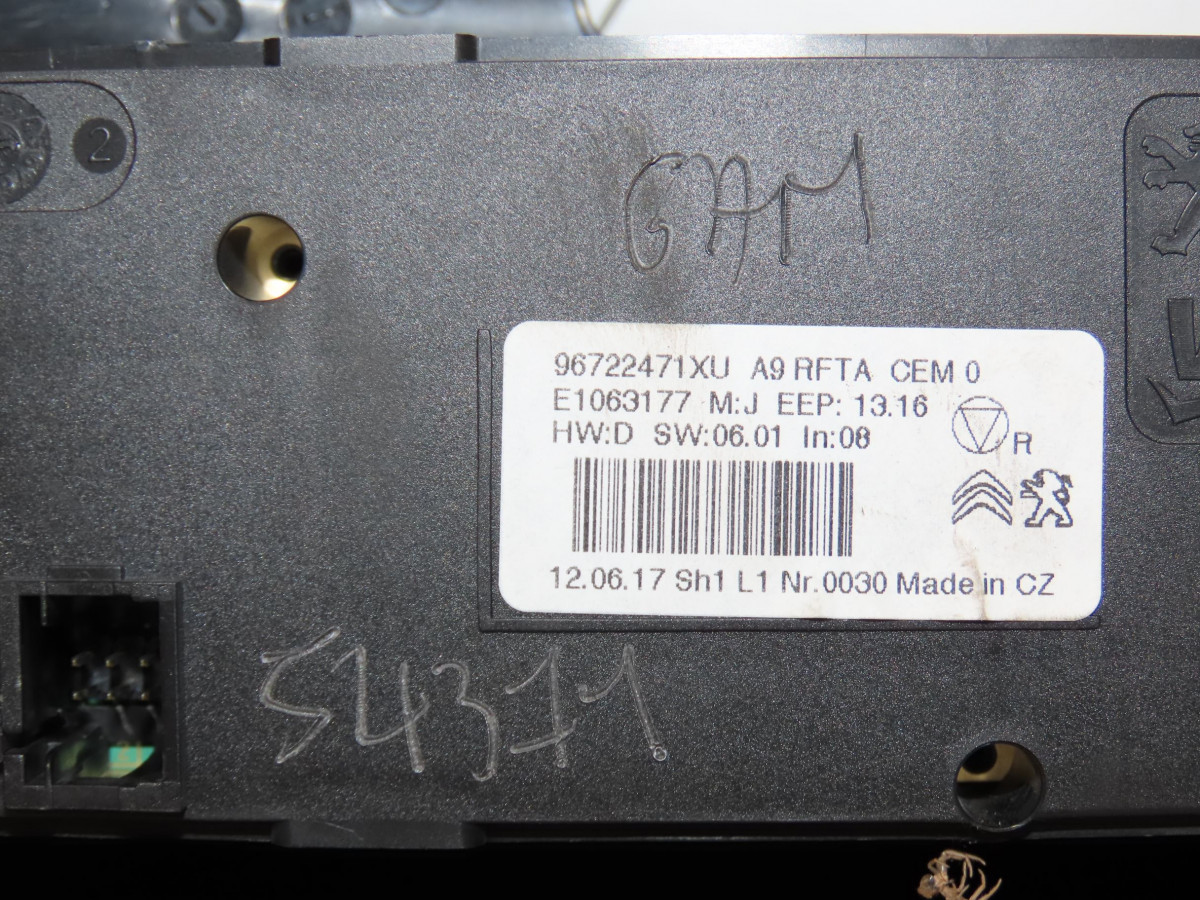 2
GAM
96722471XU A9 RFTA CEM 0
E1063177 M:J EEP: 13.16
HW:D SW:06.01 In:08
R
12.06.17 Sh1 L1 Nr.0030 Made in CZ
54371